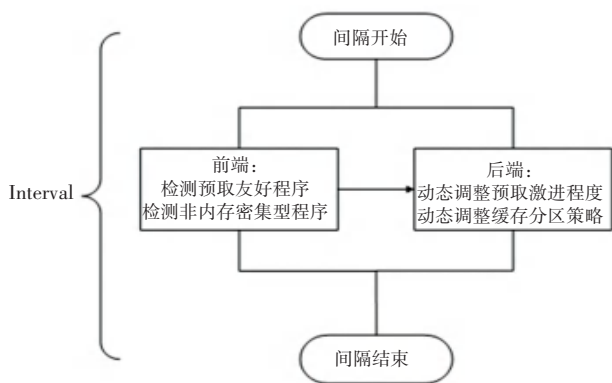 间隔开始
前端：
检测预取友好程序
检测非内存密集型程序
后端：
动态调整预取激进程度
动态调整缓存分区策略
Interval
间隔结束